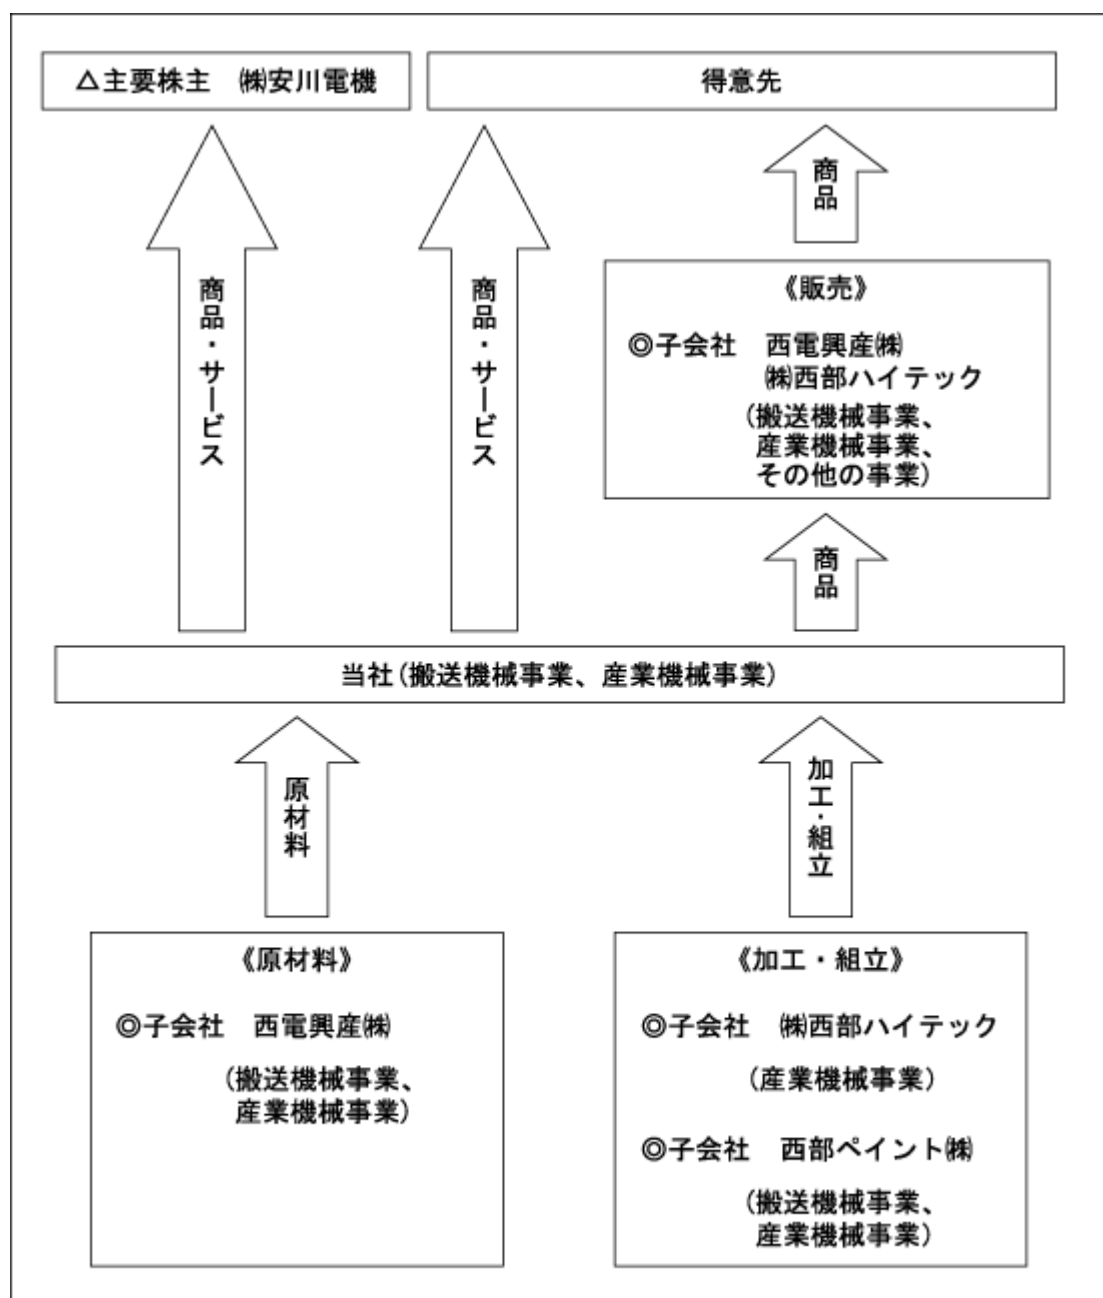 △主要株主　㈱安川電機
得意先
商品・サービス
商品・サービス
商品
《販売》
◎子会社　西電興産㈱
㈱西部ハイテック
(搬送機械事業、
産業機械事業、
その他の事業)
商品
当社(搬送機械事業、産業機械事業)
原材料
加工・組立
《原材料》
◎子会社　西電興産㈱
(搬送機械事業、
産業機械事業)
《加工・組立》
◎子会社　㈱西部ハイテック
(産業機械事業)
◎子会社　西部ペイント㈱
(搬送機械事業、
産業機械事業)